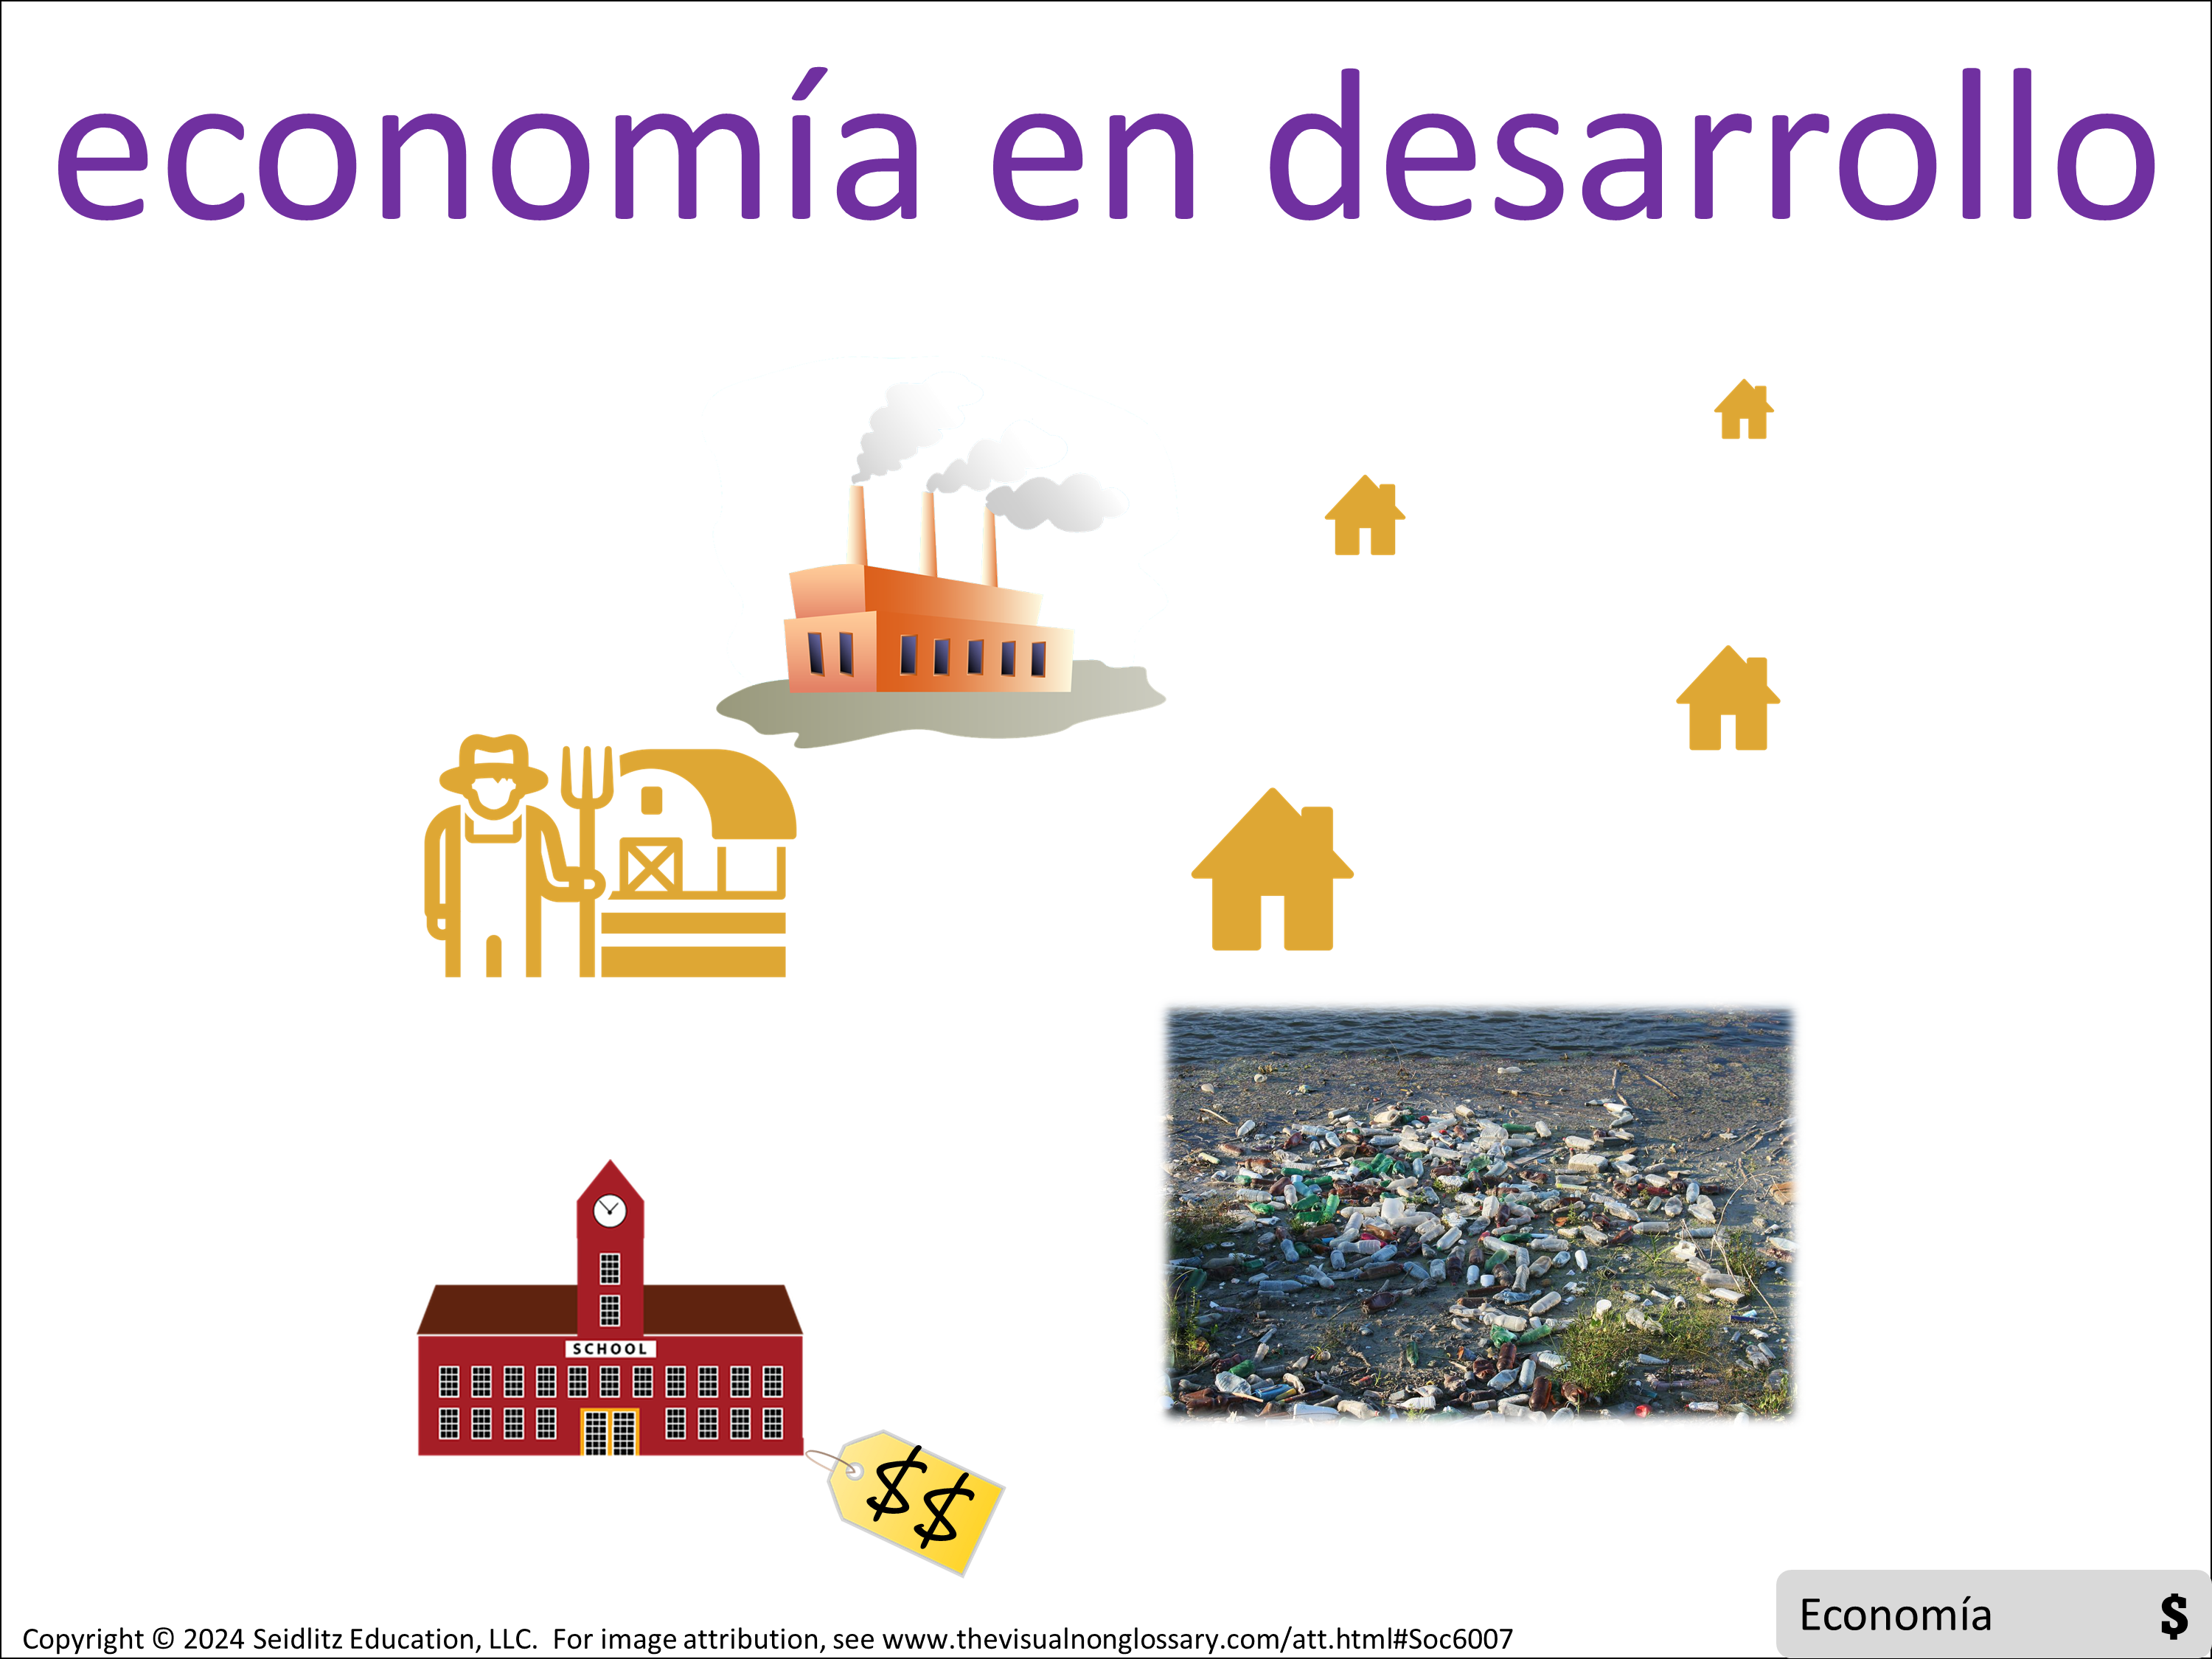 economía en desarrollo
SCHOOL
$$
Economía $
Copyright © 2024 Seidlitz Education, LLC. For image attribution, see www.thevisualnonglossary.com/att.html#Soc6007